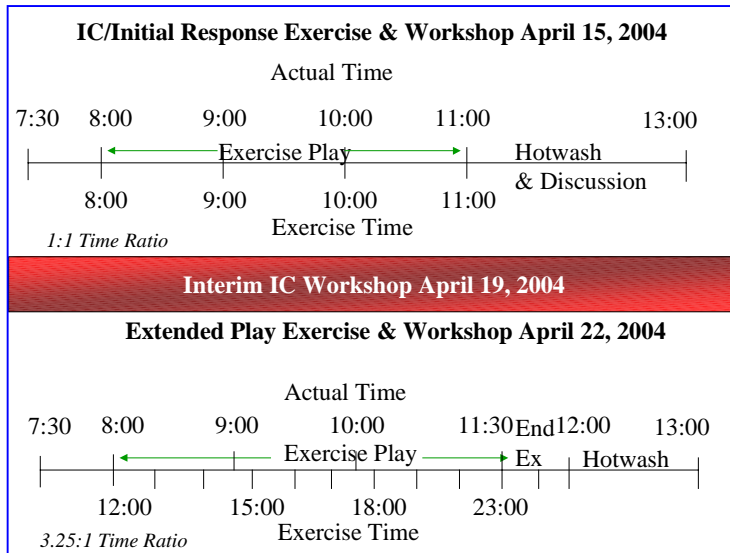 IC/Initial Response Exercise & Workshop April 15, 2004
Actual Time
7:30 8:00 9:00 10:00 11:00 13:00
Exercise Play Hotwash
& Discussion
8:00 9:00 10:00 11:00
Exercise Time
1:1 Time Ratio
Interim IC Workshop April 19, 2004
Extended Play Exercise & Workshop April 22, 2004
Actual Time
7:30 8:00 9:00 10:00 11:30 End 12:00 13:00
Exercise Play Ex Hotwash
12:00 15:00 18:00 23:00
Exercise Time
3.25:1 Time Ratio